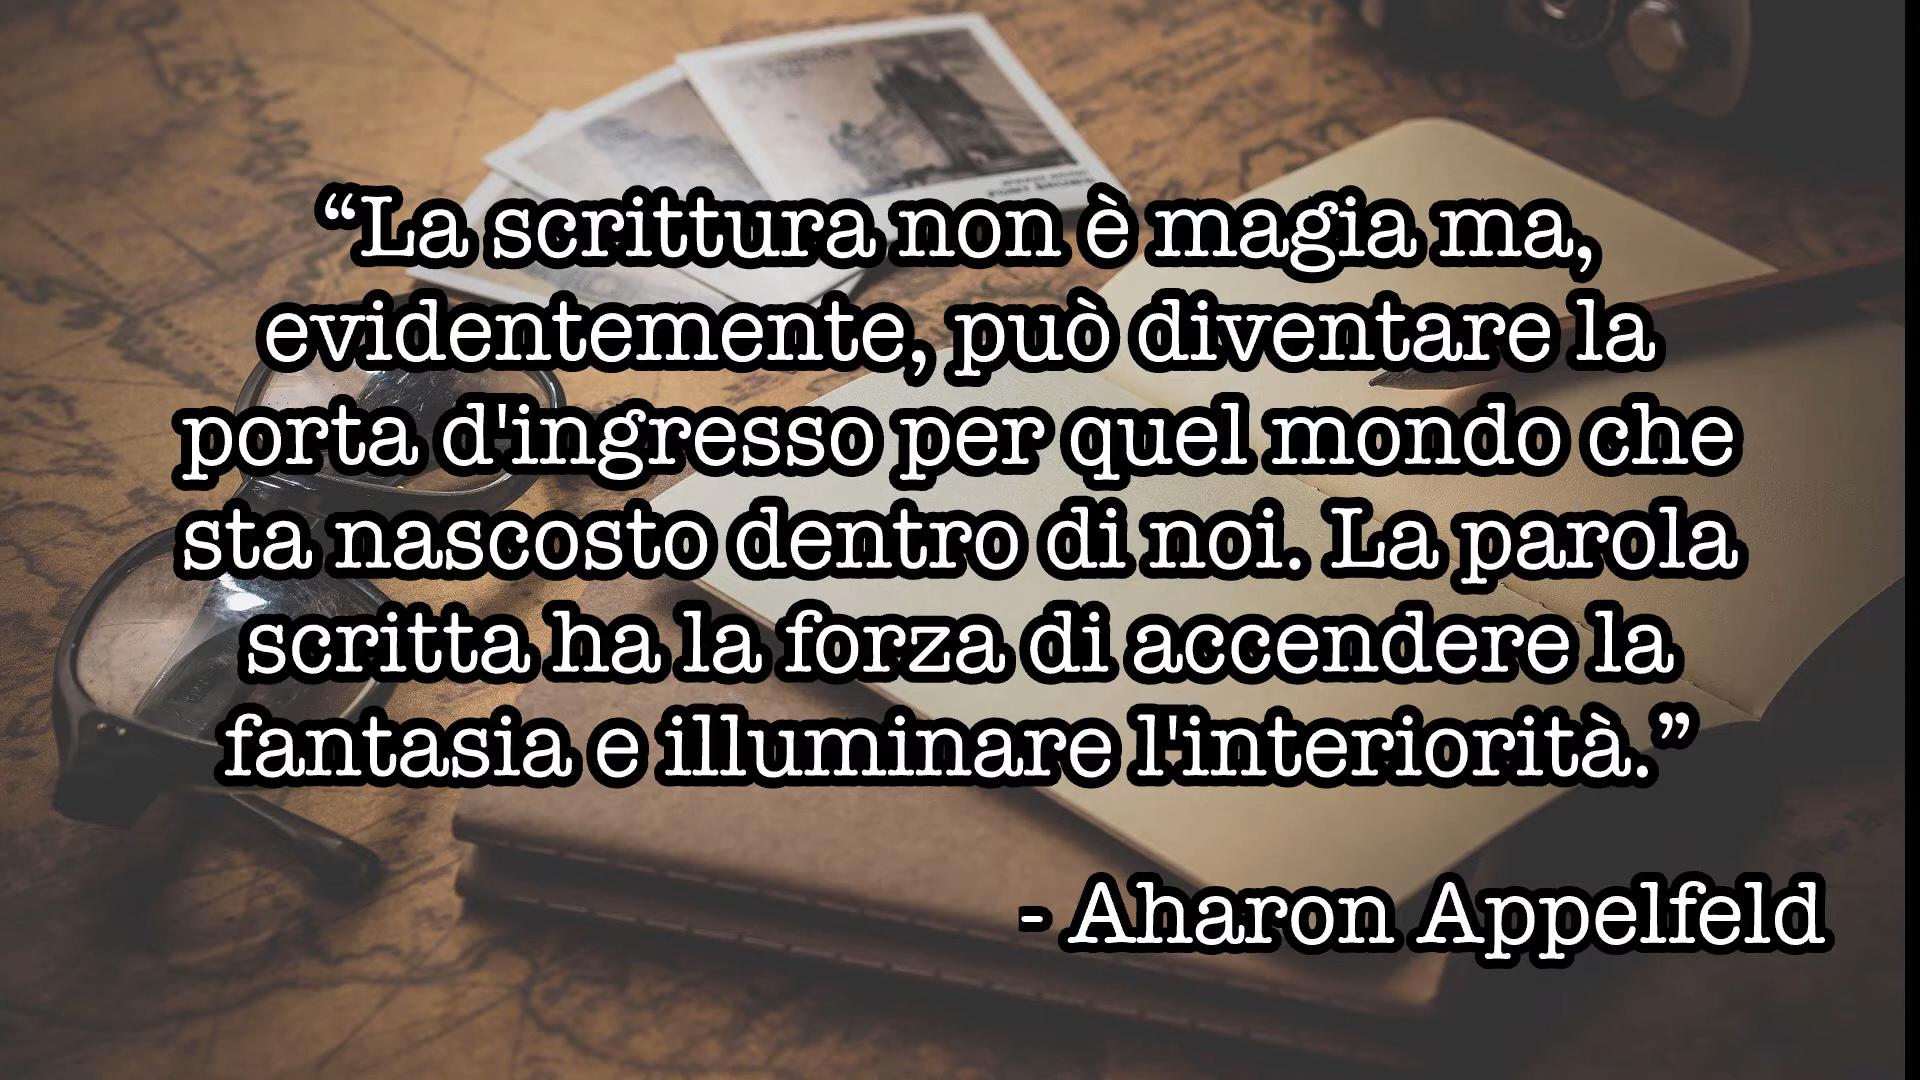 “La scrittura non è magia ma,
evidentemente, può diventare la
porta d'ingresso per quel mondo che
sta nascosto dentro di noi. La parola
scritta ha la forza di accendere la
fantasia e illuminare l'interiorità.”
- Aharon Appelfeld